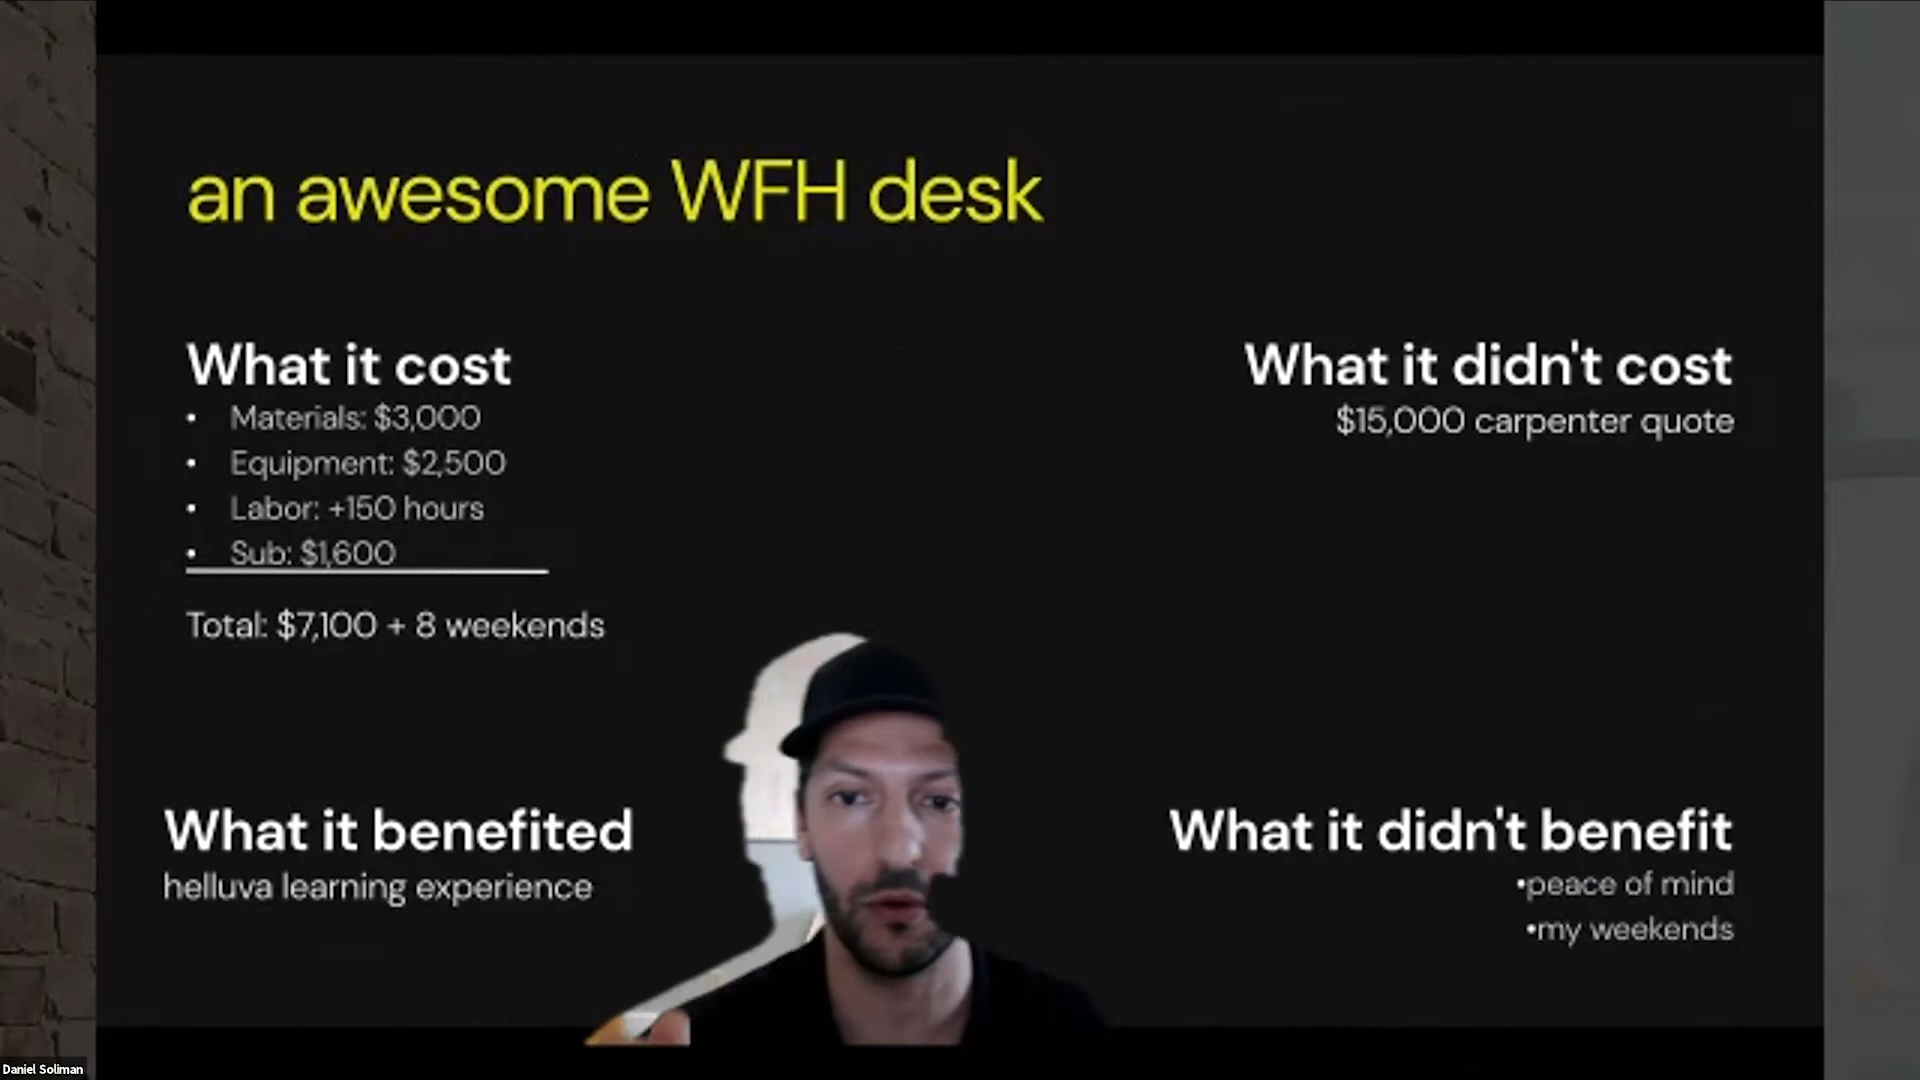 an awesome WFH desk
What it cost
• Materials: $3,000
• Equipment: $2,500
• Labor: +150 hours
• Sub: $1,600
Total: $7,100 + 8 weekends
What it didn't cost
$15,000 carpenter quote
What it benefited
helluva learning experience
What it didn't benefit
•peace of mind
•my weekends
Daniel Soliman